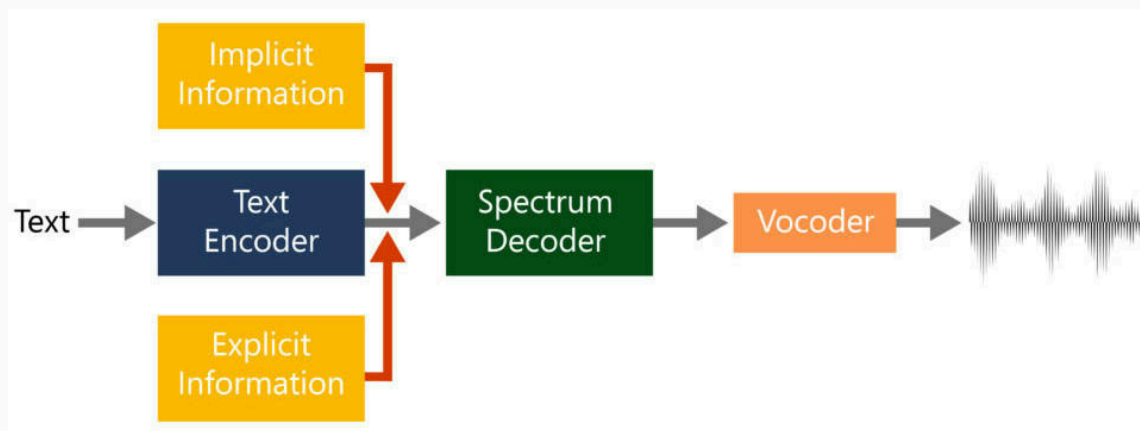 Implicit
Information
Text
Text
Encoder
Spectrum
Decoder
Vocoder
Explicit
Information